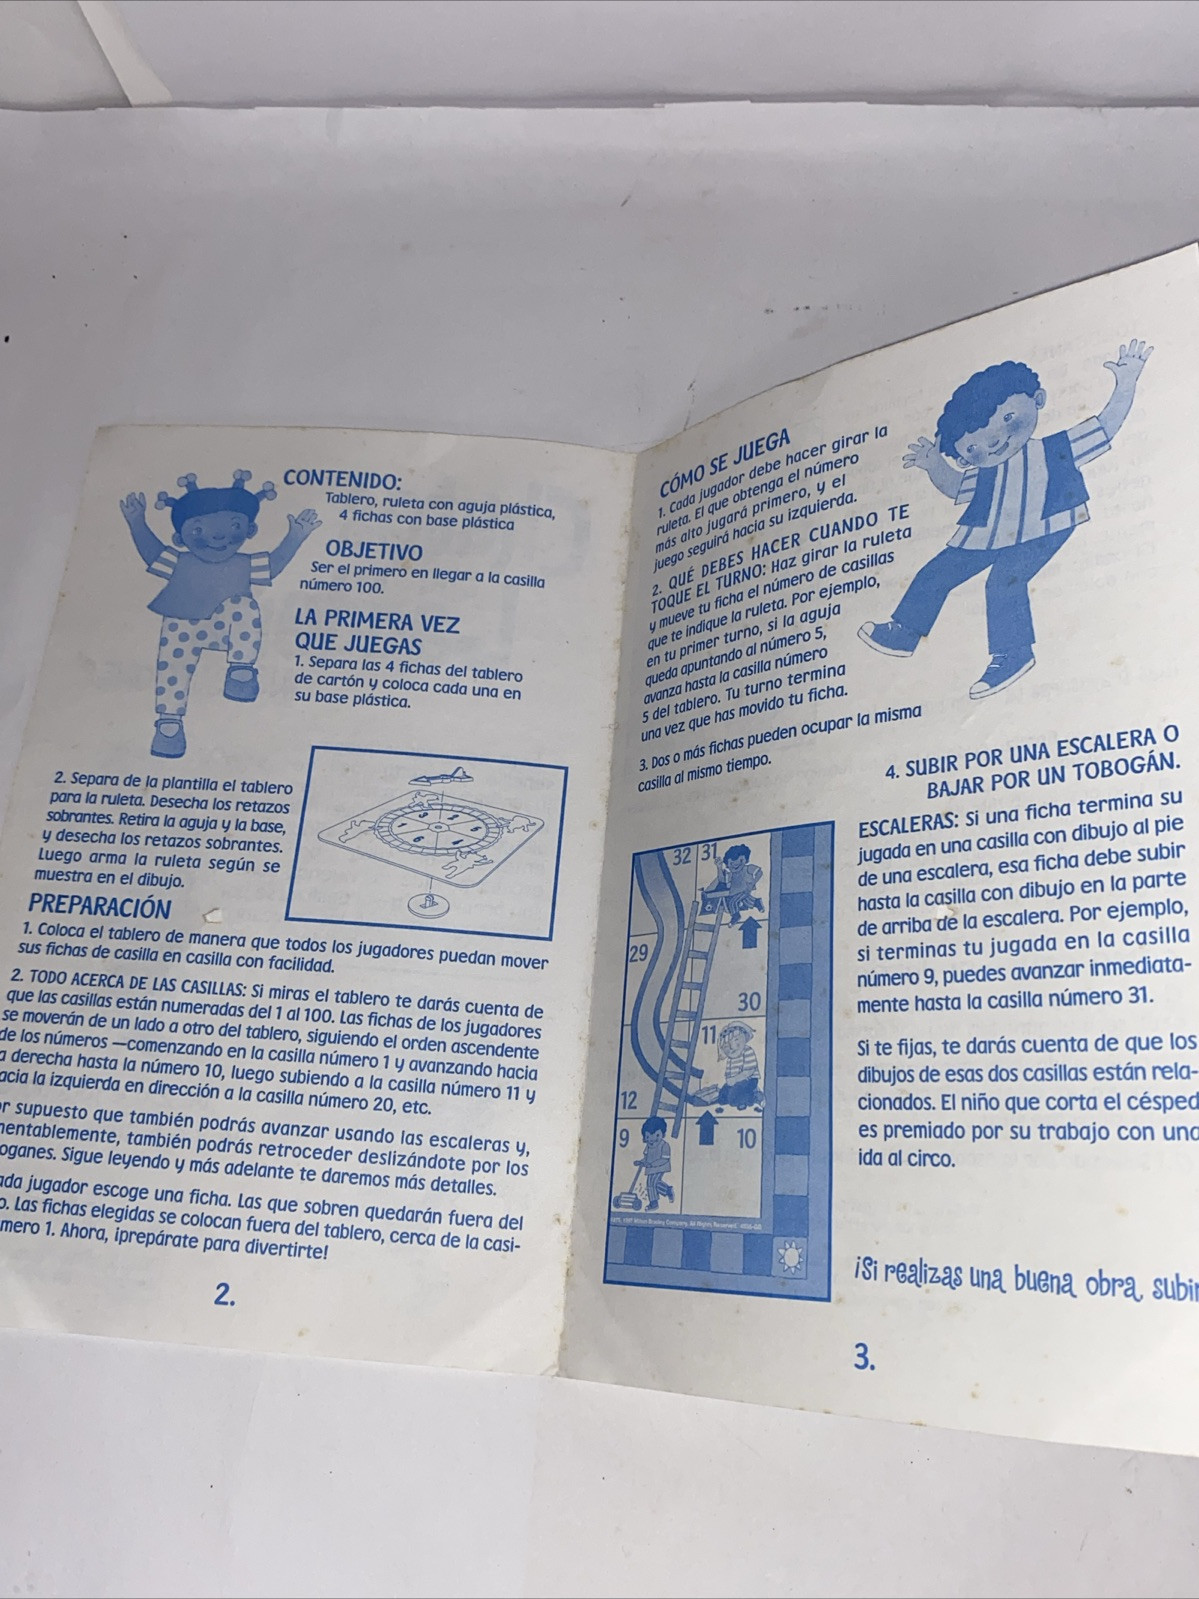 CONTENIDO:
Tablero, ruleta con aguja plástica,
4 fichas con base plástica
OBJETIVO
Ser el primero en llegar a la casilla
número 100.
LA PRIMERA VEZ
QUE JUEGAS
1. Separa las 4 fichas del tablero
de cartón y coloca cada una en
su base plástica.
2. Separa de la plantilla el tablero
para la ruleta. Desecha los retazos
sobrantes. Retira la aguja y la base,
y desecha los retazos sobrantes.
Luego arma la ruleta según se
muestra en el dibujo.
PREPARACIÓN
1. Coloca el tablero de manera que todos los jugadores puedan mover
sus fichas de casilla en casilla con facilidad.
2. TODO ACERCA DE LAS CASILLAS: Si miras el tablero te darás cuenta de
que las casillas están numeradas del 1 al 100. Las fichas de los jugadores
se moverán de un lado a otro del tablero, siguiendo el orden ascendente
de los números —comenzando en la casilla número 1 y avanzando hacia
a derecha hasta la número 10, luego subiendo a la casilla número 11 y
acia la izquierda en dirección a la casilla número 20, etc.
or supuesto que también podrás avanzar usando las escaleras y,
mentablemente, también podrás retroceder deslizándote por los
oganes. Sigue leyendo y más adelante te daremos más detalles.
ada jugador escoge una ficha. Las que sobren quedarán fuera del
o. Las fichas elegidas se colocan fuera del tablero, cerca de la casi-
mero 1. Ahora, ¡prepárate para divertirte!
2.
CÓMO SE JUEGA
1. Cada jugador debe hacer girar la
ruleta. El que obtenga el número
más alto jugará primero, y el
juego seguirá hacia su izquierda.
2. QUÉ DEBES HACER CUANDO TE
TOQUE EL TURNO: Haz girar la ruleta
y mueve tu ficha el número de casillas
que te indique la ruleta. Por ejemplo,
en tu primer turno, si la aguja
queda apuntando al número 5,
avanza hasta la casilla número
5 del tablero. Tu turno termina
una vez que has movido tu ficha.
3. Dos o más fichas pueden ocupar la misma
casilla al mismo tiempo.
4. SUBIR POR UNA ESCALERA O
BAJAR POR UN TOBOGÁN.
ESCALERAS: Si una ficha termina su
jugada en una casilla con dibujo al pie
de una escalera, esa ficha debe subir
hasta la casilla con dibujo en la parte
de arriba de la escalera. Por ejemplo,
si terminas tu jugada en la casilla
número 9, puedes avanzar inmediata-
mente hasta la casilla número 31.
Si te fijas, te darás cuenta de que los
dibujos de esas dos casillas están rela-
cionados. El niño que corta el césped
es premiado por su trabajo con una
ida al circo.
32 31
29
30
11
12
9
10
Milton Bradley Company. All Rights Reserved.
¡Si realizas una buena obra, subir
3.